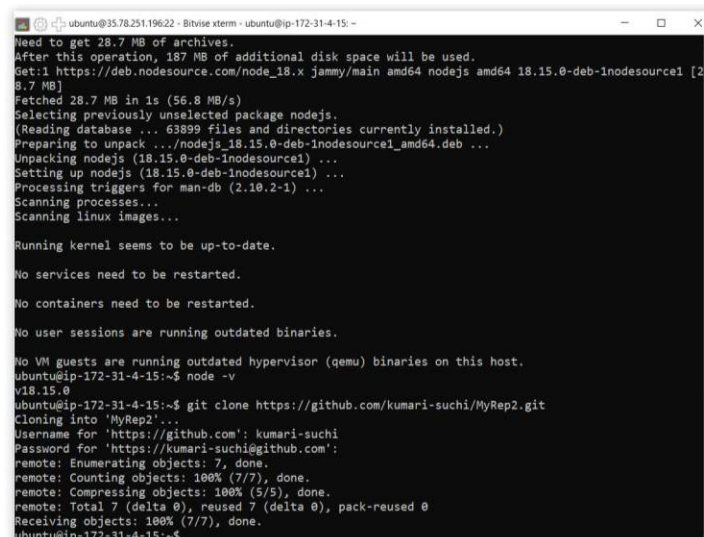 ubuntu@35.78.251.196:22 - Bitvise xterm - ubuntu@ip-172-31-4-15: ~
Need to get 28.7 MB of archives.
After this operation, 187 MB of additional disk space will be used.
Get:1 https://deb.nodesource.com/node_18.x jammy/main amd64 nodejs amd64 18.15.0-deb-1nodesource1 [2
8.7 MB]
Fetched 28.7 MB in 1s (56.8 MB/s)
Selecting previously unselected package nodejs.
(Reading database ... 63899 files and directories currently installed.)
Preparing to unpack .../nodejs_18.15.0-deb-1nodesource1_amd64.deb ...
Unpacking nodejs (18.15.0-deb-1nodesource1) ...
Setting up nodejs (18.15.0-deb-1nodesource1) ...
Processing triggers for man-db (2.10.2-1) ...
Scanning processes...
Scanning linux images...
Running kernel seems to be up-to-date.
No services need to be restarted.
No containers need to be restarted.
No user sessions are running outdated binaries.
No VM guests are running outdated hypervisor (qemu) binaries on this host.
ubuntu@ip-172-31-4-15:~$ node -v
v18.15.0
ubuntu@ip-172-31-4-15:~$ git clone https://github.com/kumari-suchi/MyRep2.git
Cloning into 'MyRep2'...
Username for 'https://github.com': kumari-suchi
Password for 'https://kumari-suchi@github.com':
remote: Enumerating objects: 7, done.
remote: Counting objects: 100% (7/7), done.
remote: Compressing objects: 100% (5/5), done.
remote: Total 7 (delta 0), reused 7 (delta 0), pack-reused 0
Receiving objects: 100% (7/7), done.
ubuntu@ip-172-31-4-15:~$